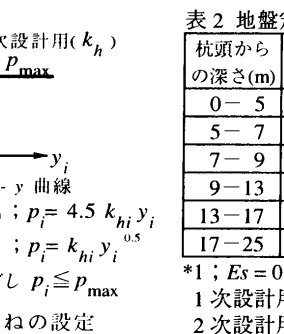 次設計用( k_h )
p_max
y_i
- y 曲線
; p_i= 4.5 k_hi y_i
; p_i= k_hi y_i^0.5
し p_i≦p_max
ねの設定
表 2 地盤
杭頭から
の深さ(m)
0－ 5
5－ 7
7－ 9
9－13
13－17
17－25
*1 ; Es = 0
1 次設計
2 次設計